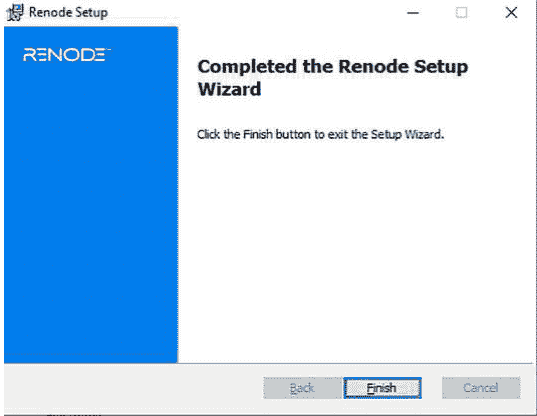 Renode Setup
RENODE™
Completed the Renode Setup
Wizard
Click the Finish button to exit the Setup Wizard.
Back
Finish
Cancel